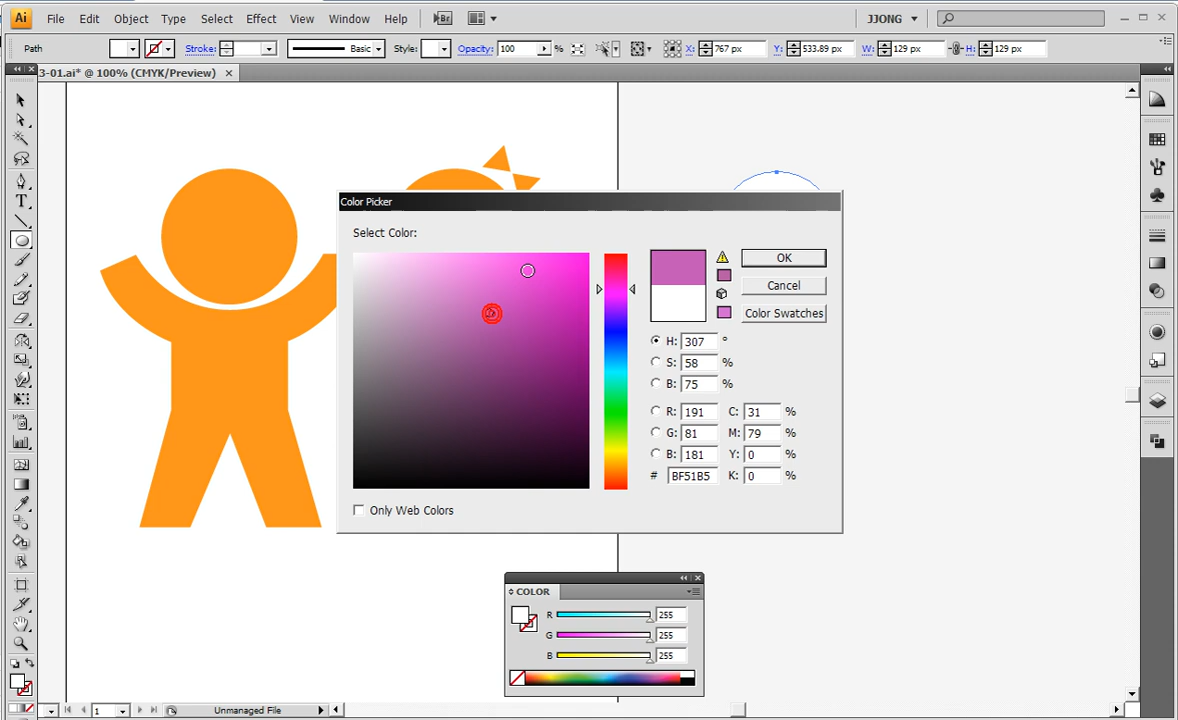 Ai File Edit Object Type Select Effect View Window Help Br JJONG
Path Stroke: Basic Style: Opacity: 100 % X: 767 px Y: 533.89 px W: 129 px H: 129 px
3-01.ai* @ 100% (CMYK/Preview)
Color Picker
Select Color:
OK
Cancel
Color Swatches
H: 307 °
S: 58 %
B: 75 %
R: 191 C: 31 %
G: 81 M: 79 %
B: 181 Y: 0 %
# BF51B5 K: 0 %
Only Web Colors
COLOR
R 255
G 255
B 255
1 Unmanaged File